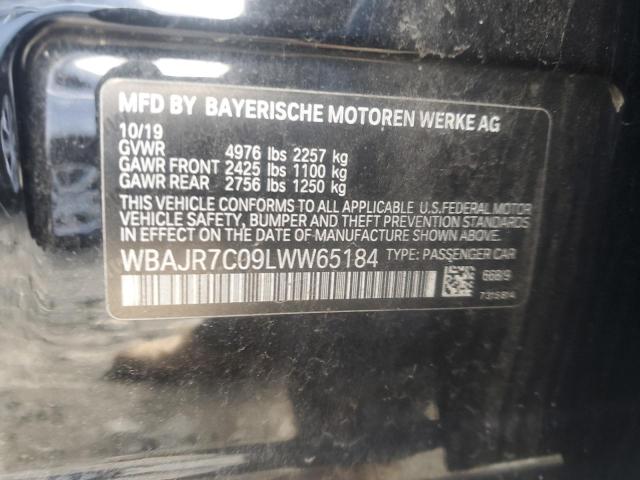 MFD BY BAYERISCHE MOTOREN WERKE AG
10/19
GVWR 4976 lbs 2257 kg
GAWR FRONT 2425 lbs 1100 kg
GAWR REAR 2756 lbs 1250 kg
THIS VEHICLE CONFORMS TO ALL APPLICABLE U.S.FEDERAL MOTOR
VEHICLE SAFETY, BUMPER AND THEFT PREVENTION STANDARDS
IN EFFECT ON THE DATE OF MANUFACTURE SHOWN ABOVE.
WBAJR7C09LWW65184 TYPE: PASSENGER CAR
668/9